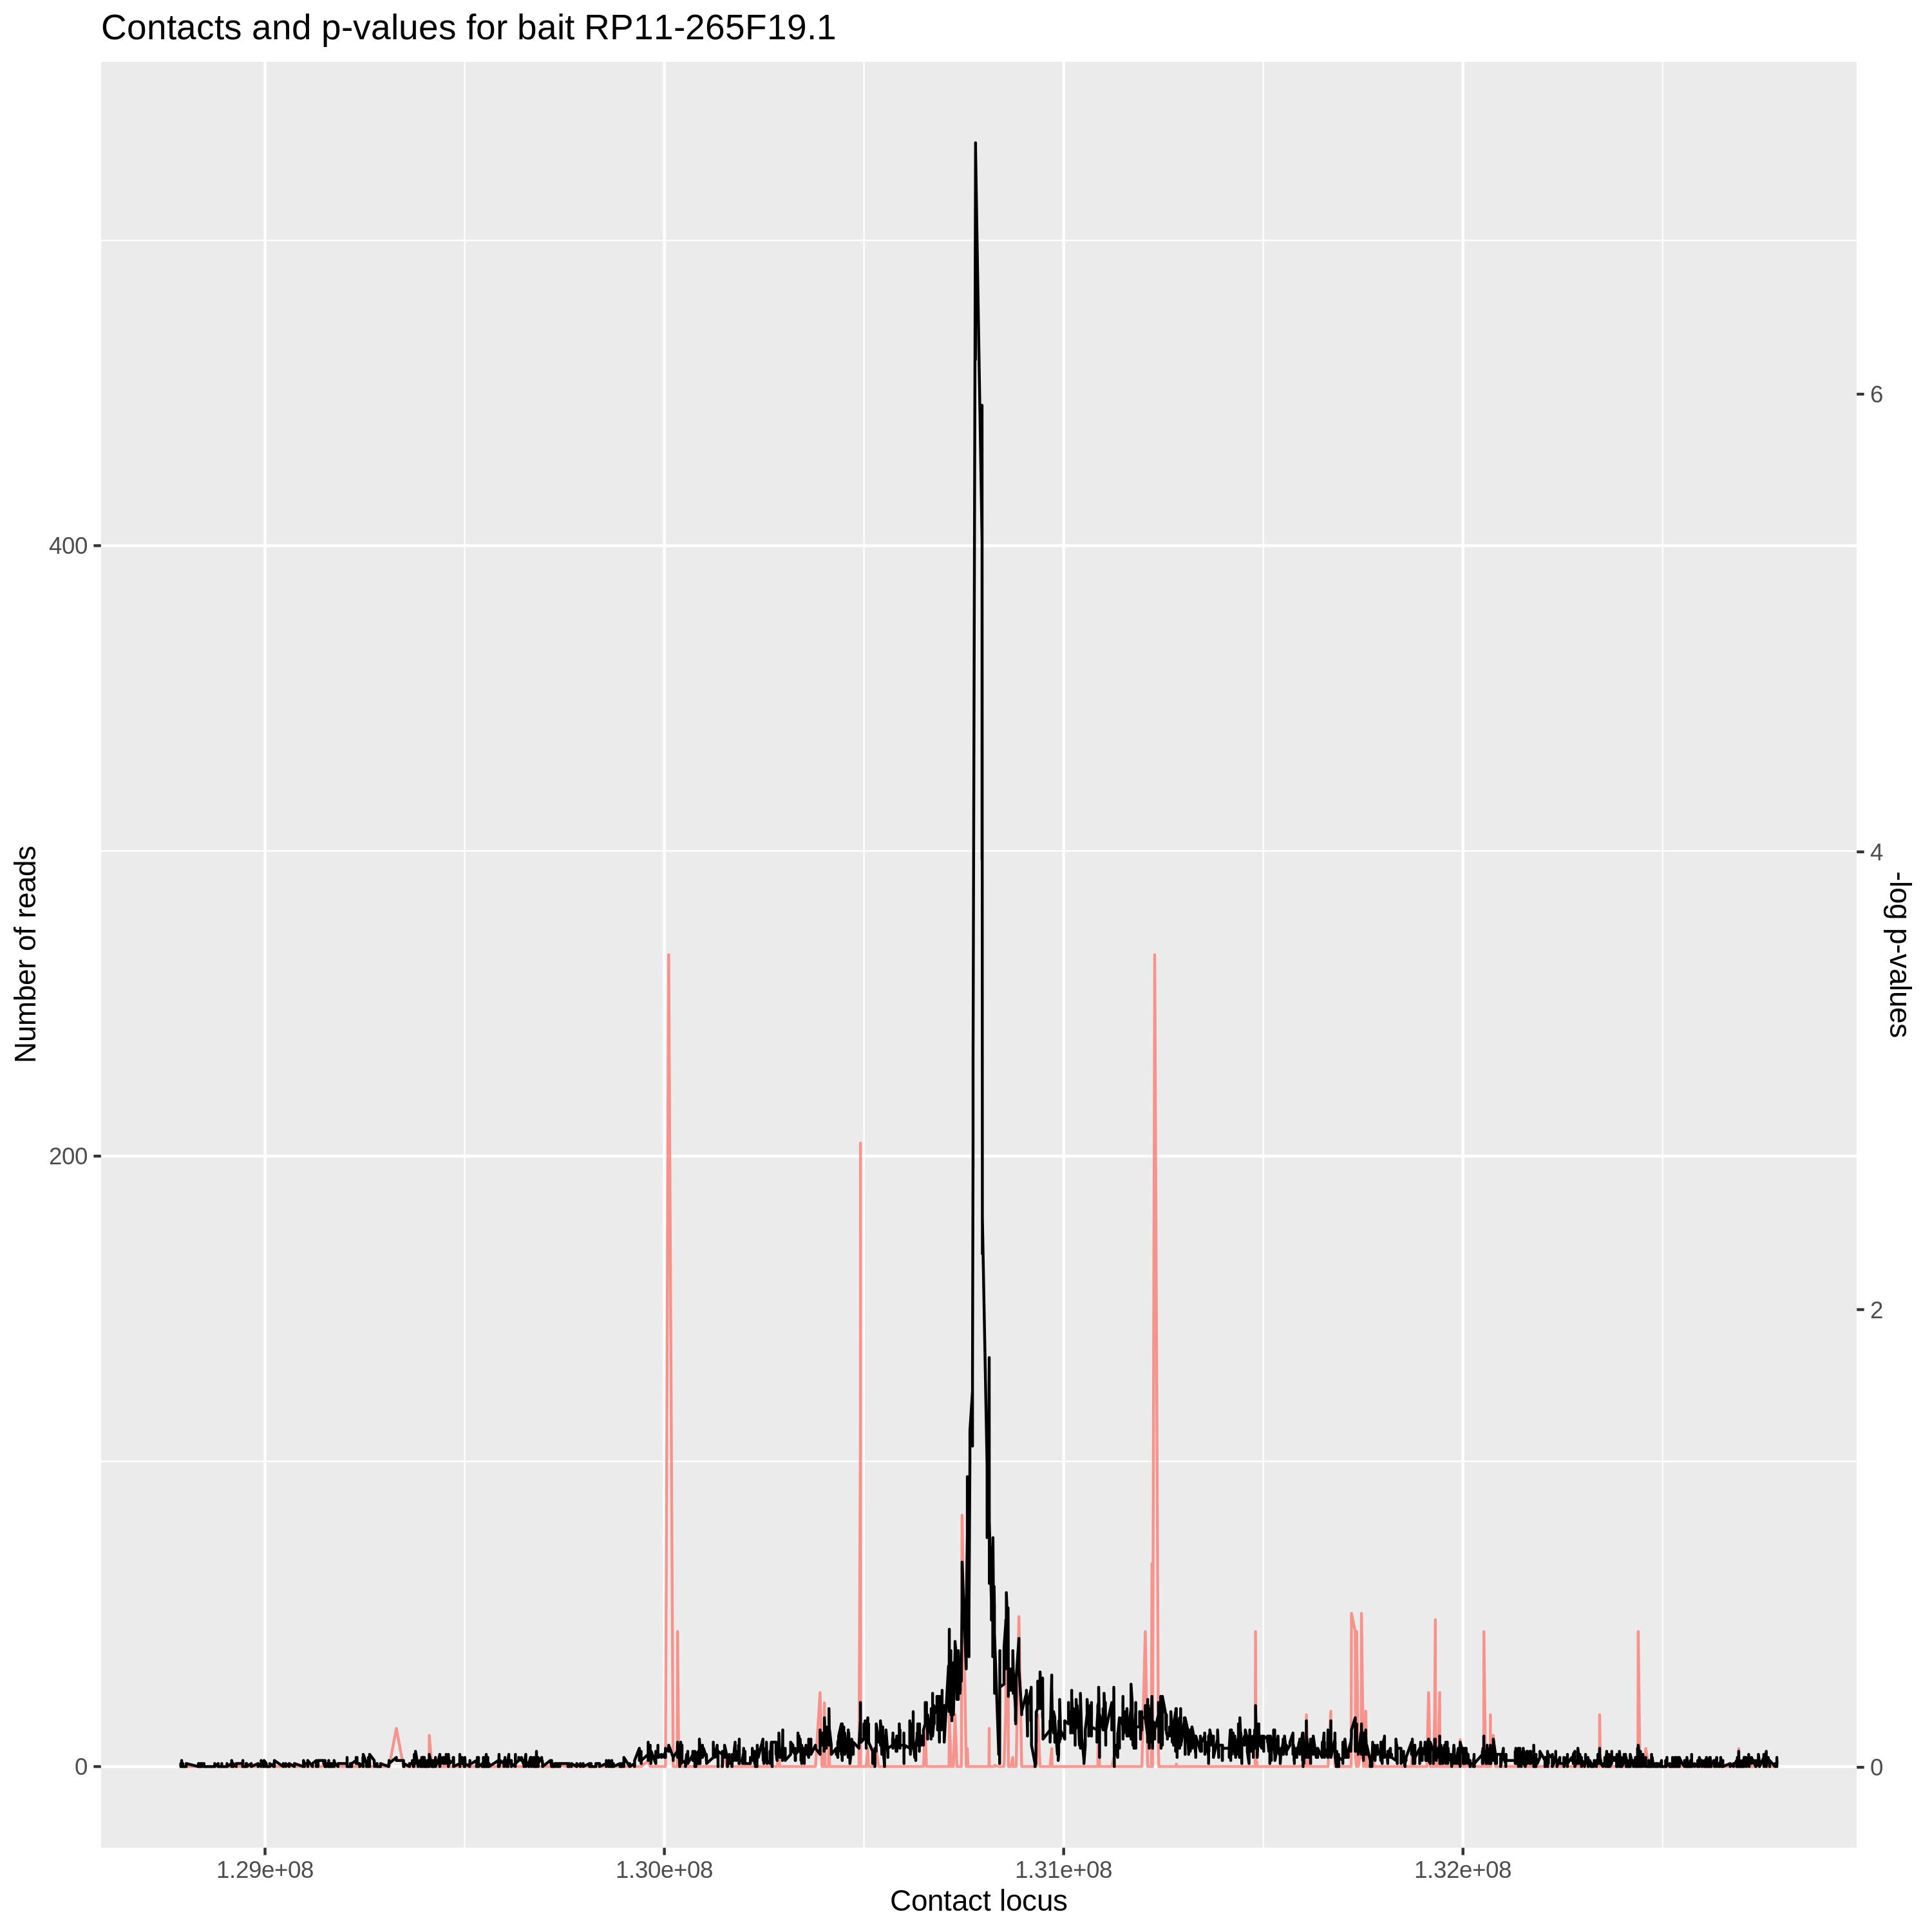 Contacts and p-values for bait RP11-265F19.1
Number of reads
400
200
0
6
4
2
0
-log p-values
1.29e+08
1.30e+08
1.31e+08
1.32e+08
Contact locus